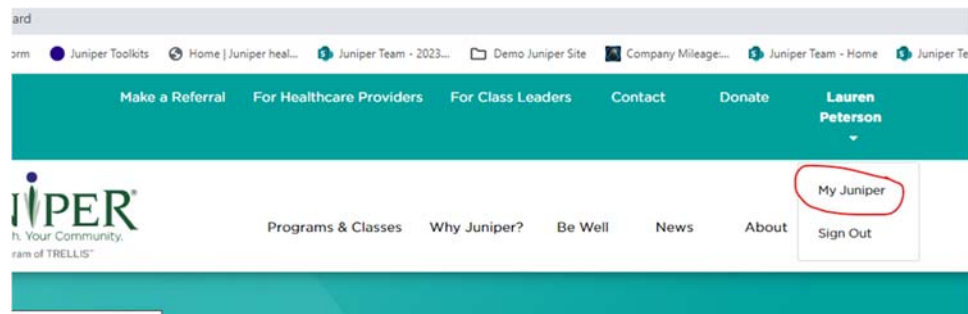 ard
orm Juniper Toolkits Home | Juniper heal... Juniper Team - 2023... Demo Juniper Site Company Mileage:... Juniper Team - Home Juniper Te
Make a Referral For Healthcare Providers For Class Leaders Contact Donate Lauren
Peterson
My Juniper
NIPER®
h. Your Community.
ram of TRELLIS™
Programs & Classes Why Juniper? Be Well News About Sign Out